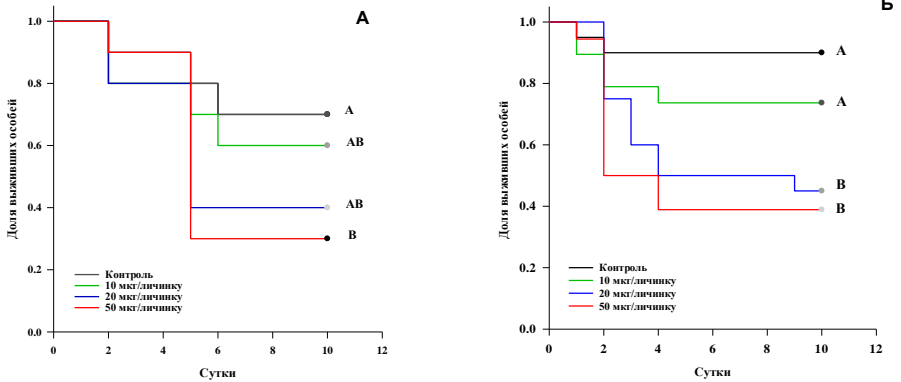 А
1.0
0.8
0.6
0.4
0.2
0.0
Доля выживших особей
A
AB
AB
B
Контроль
10 мкг/личинку
20 мкг/личинку
50 мкг/личинку
0 2 4 6 8 10 12
Сутки
Б
1.0
0.8
0.6
0.4
0.2
0.0
Доля выживших особей
A
A
B
B
Контроль
10 мкг/личинку
20 мкг/личинку
50 мкг/личинку
0 2 4 6 8 10 12
Сутки